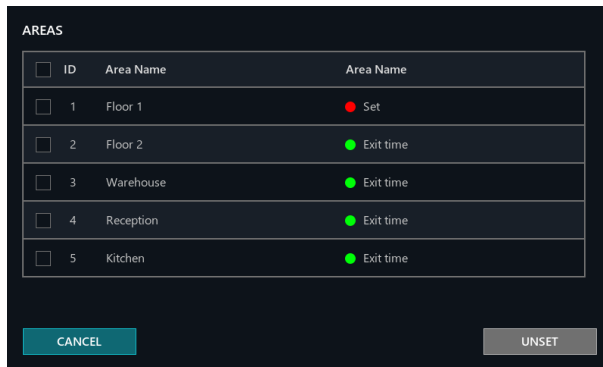 AREAS
ID Area Name Area Name
1 Floor 1 Set
2 Floor 2 Exit time
3 Warehouse Exit time
4 Reception Exit time
5 Kitchen Exit time
CANCEL UNSET